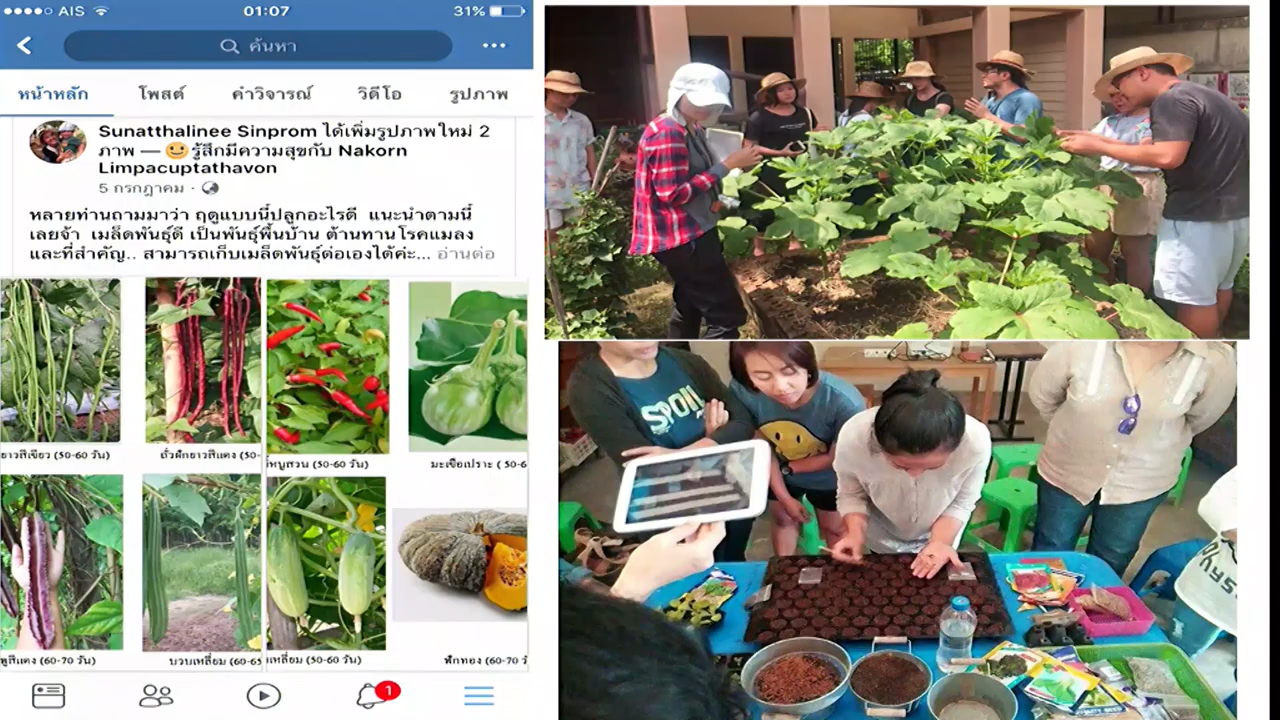 AIS
01:07
31%
ค้นหา
หน้าหลัก โพสต์ คำวิจารณ์ วิดีโอ รูปภาพ
Sunatthalinee Sinprom ได้เพิ่มรูปภาพใหม่ 2
ภาพ — รู้สึกมีความสุขกับ Nakorn
Limpacuptathavon
5 กรกฎาคม ·
หลายท่านถามมาว่า ฤดูแบบนี้ปลูกอะไรดี แนะนำตามนี้
เลยจ้า เมล็ดพันธุ์ดี เป็นพันธุ์พื้นบ้าน ต้านทานโรคแมลง
และที่สำคัญ.. สามารถเก็บเมล็ดพันธุ์ต่อเองได้ค่ะ... อ่านต่อ
ยาวสีเขียว (50-60 วัน)
ถั่วฝักยาวสีแดง (50-
หนูสวน (50-60 วัน)
มะเขือเปราะ ( 50-6
สีแดง (60-70 วัน)
บวบเหลี่ยม (60-65
เหลี่ยม (50-60 วัน)
ฟักทอง (60-70 วั
1
SPOIL